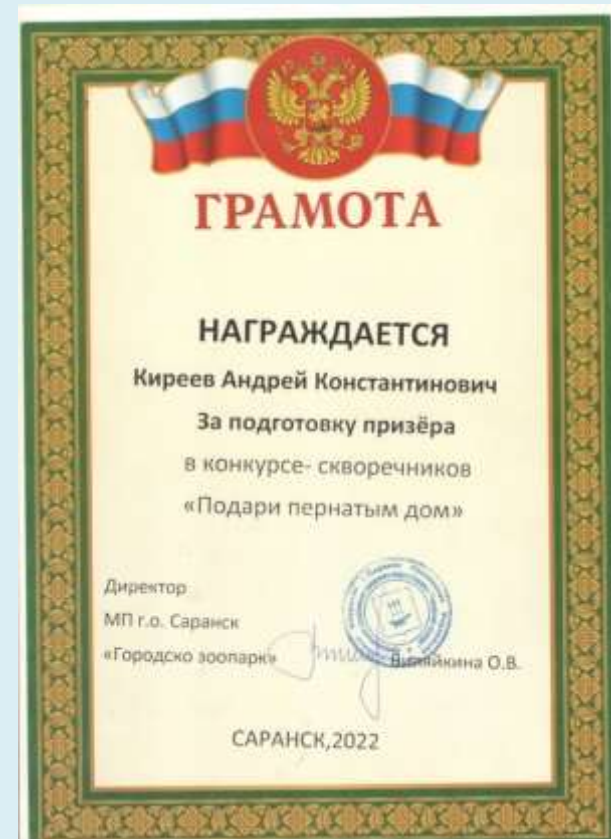 ГРАМОТА
НАГРАЖДАЕТСЯ
Киреев Андрей Константинович
За подготовку призёра
в конкурсе- скворечников
«Подари пернатым дом»
Директор
МП г.о. Саранск
«Городско зоопарк» О.В.
САРАНСК,2022